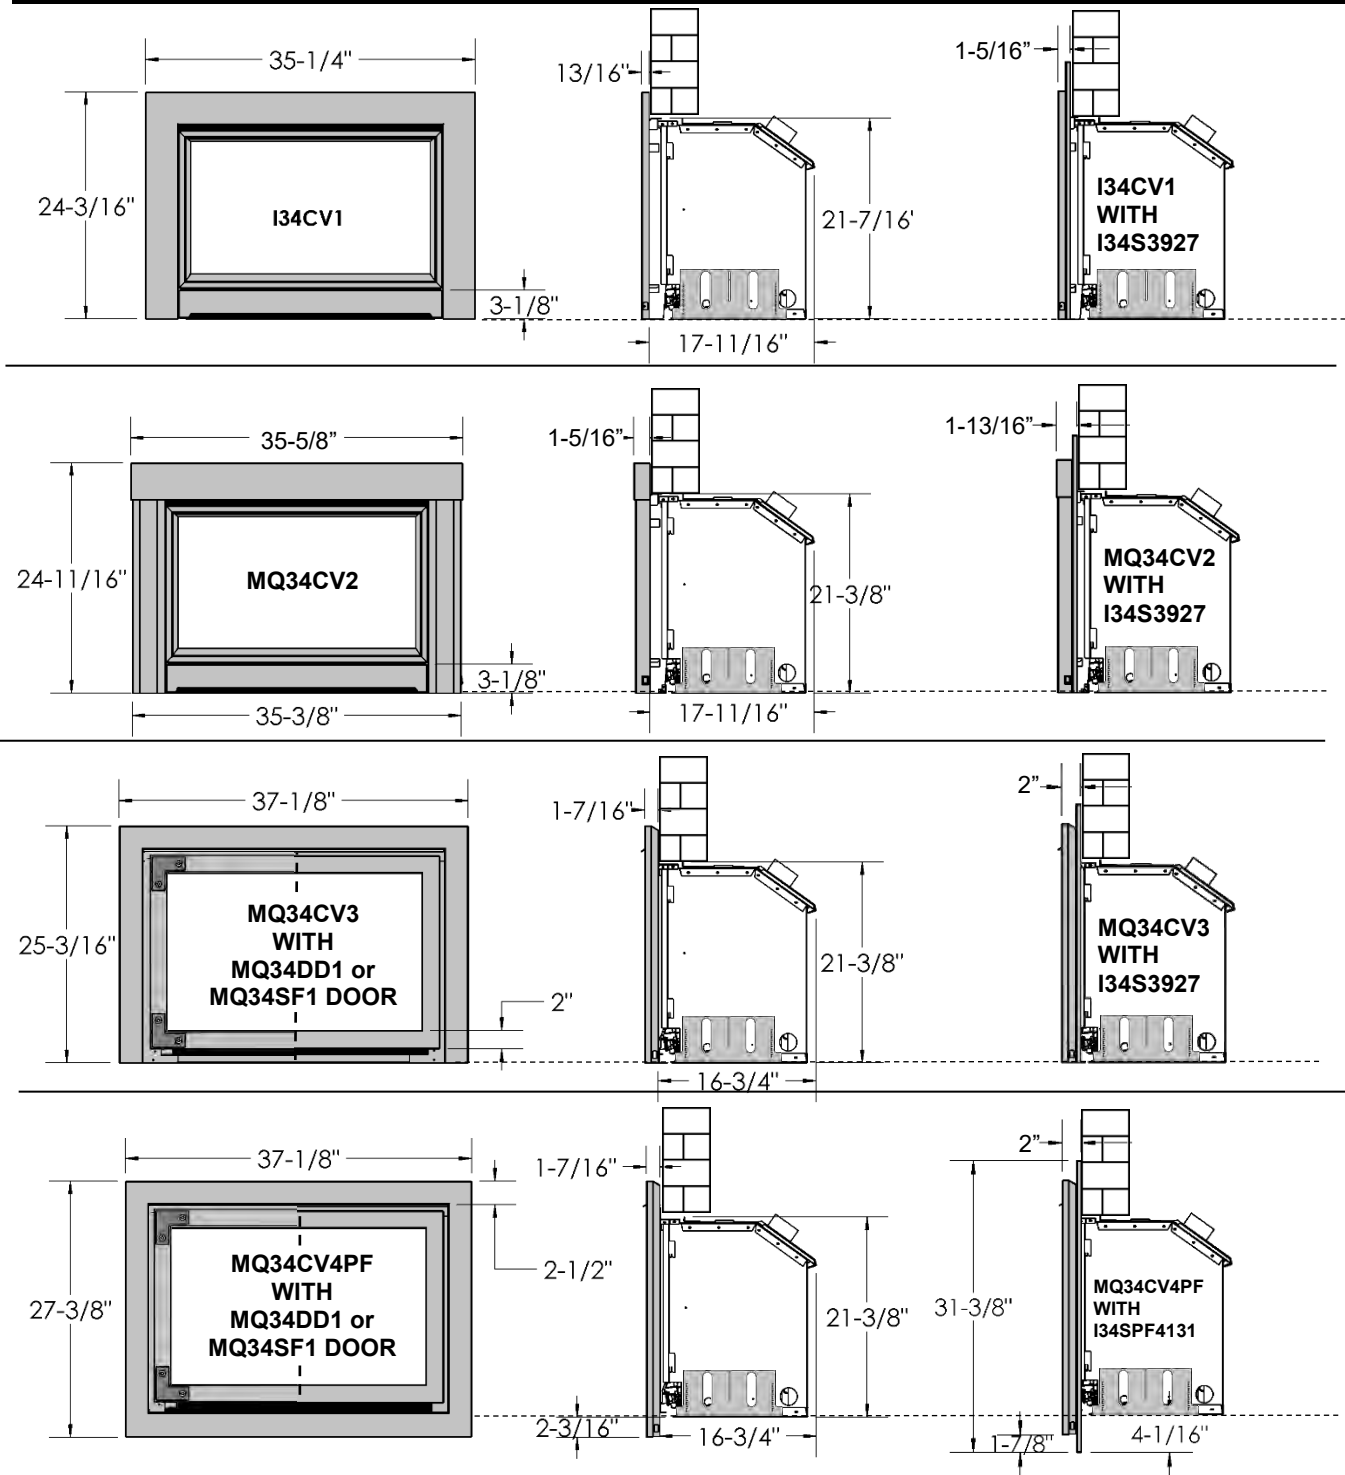 35-1/4"
13/16"
1-5/16”
24-3/16"
I34CV1
21-7/16'
I34CV1
WITH
I34S3927
3-1/8"
17-11/16"
35-5/8”
1-5/16”
1-13/16”
24-11/16"
MQ34CV2
21-3/8"
MQ34CV2
WITH
I34S3927
3-1/8"
35-3/8"
17-11/16"
37-1/8"
1-7/16"
2”
25-3/16"
MQ34CV3
WITH
MQ34DD1 or
MQ34SF1 DOOR
2"
21-3/8"
MQ34CV3
WITH
I34S3927
16-3/4"
37-1/8"
1-7/16"
2”
27-3/8"
MQ34CV4PF
WITH
MQ34DD1 or
MQ34SF1 DOOR
2-1/2"
21-3/8"
31-3/8"
MQ34CV4PF
WITH
I34SPF4131
2-3/16"
16-3/4"
1-7/8"
4-1/16"